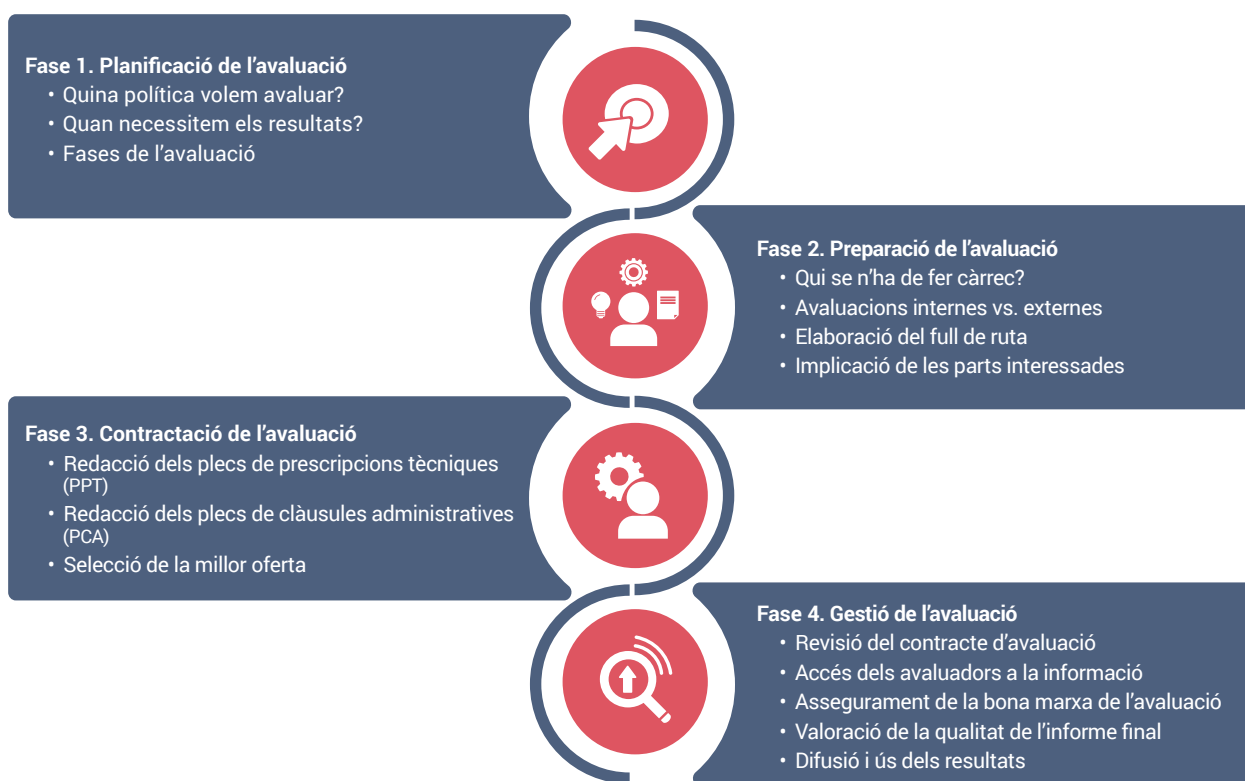 Fase 1. Planificació de l’avaluació
• Quina política volem avaluar?
• Quan necessitem els resultats?
• Fases de l’avaluació
Fase 2. Preparació de l’avaluació
• Qui se n’ha de fer càrrec?
• Avaluacions internes vs. externes
• Elaboració del full de ruta
• Implicació de les parts interessades
Fase 3. Contractació de l’avaluació
• Redacció dels plecs de prescripcions tècniques
(PPT)
• Redacció dels plecs de clàusules administratives
(PCA)
• Selecció de la millor oferta
Fase 4. Gestió de l’avaluació
• Revisió del contracte d’avaluació
• Accés dels avaluadors a la informació
• Assegurament de la bona marxa de l’avaluació
• Valoració de la qualitat de l’informe final
• Difusió i ús dels resultats